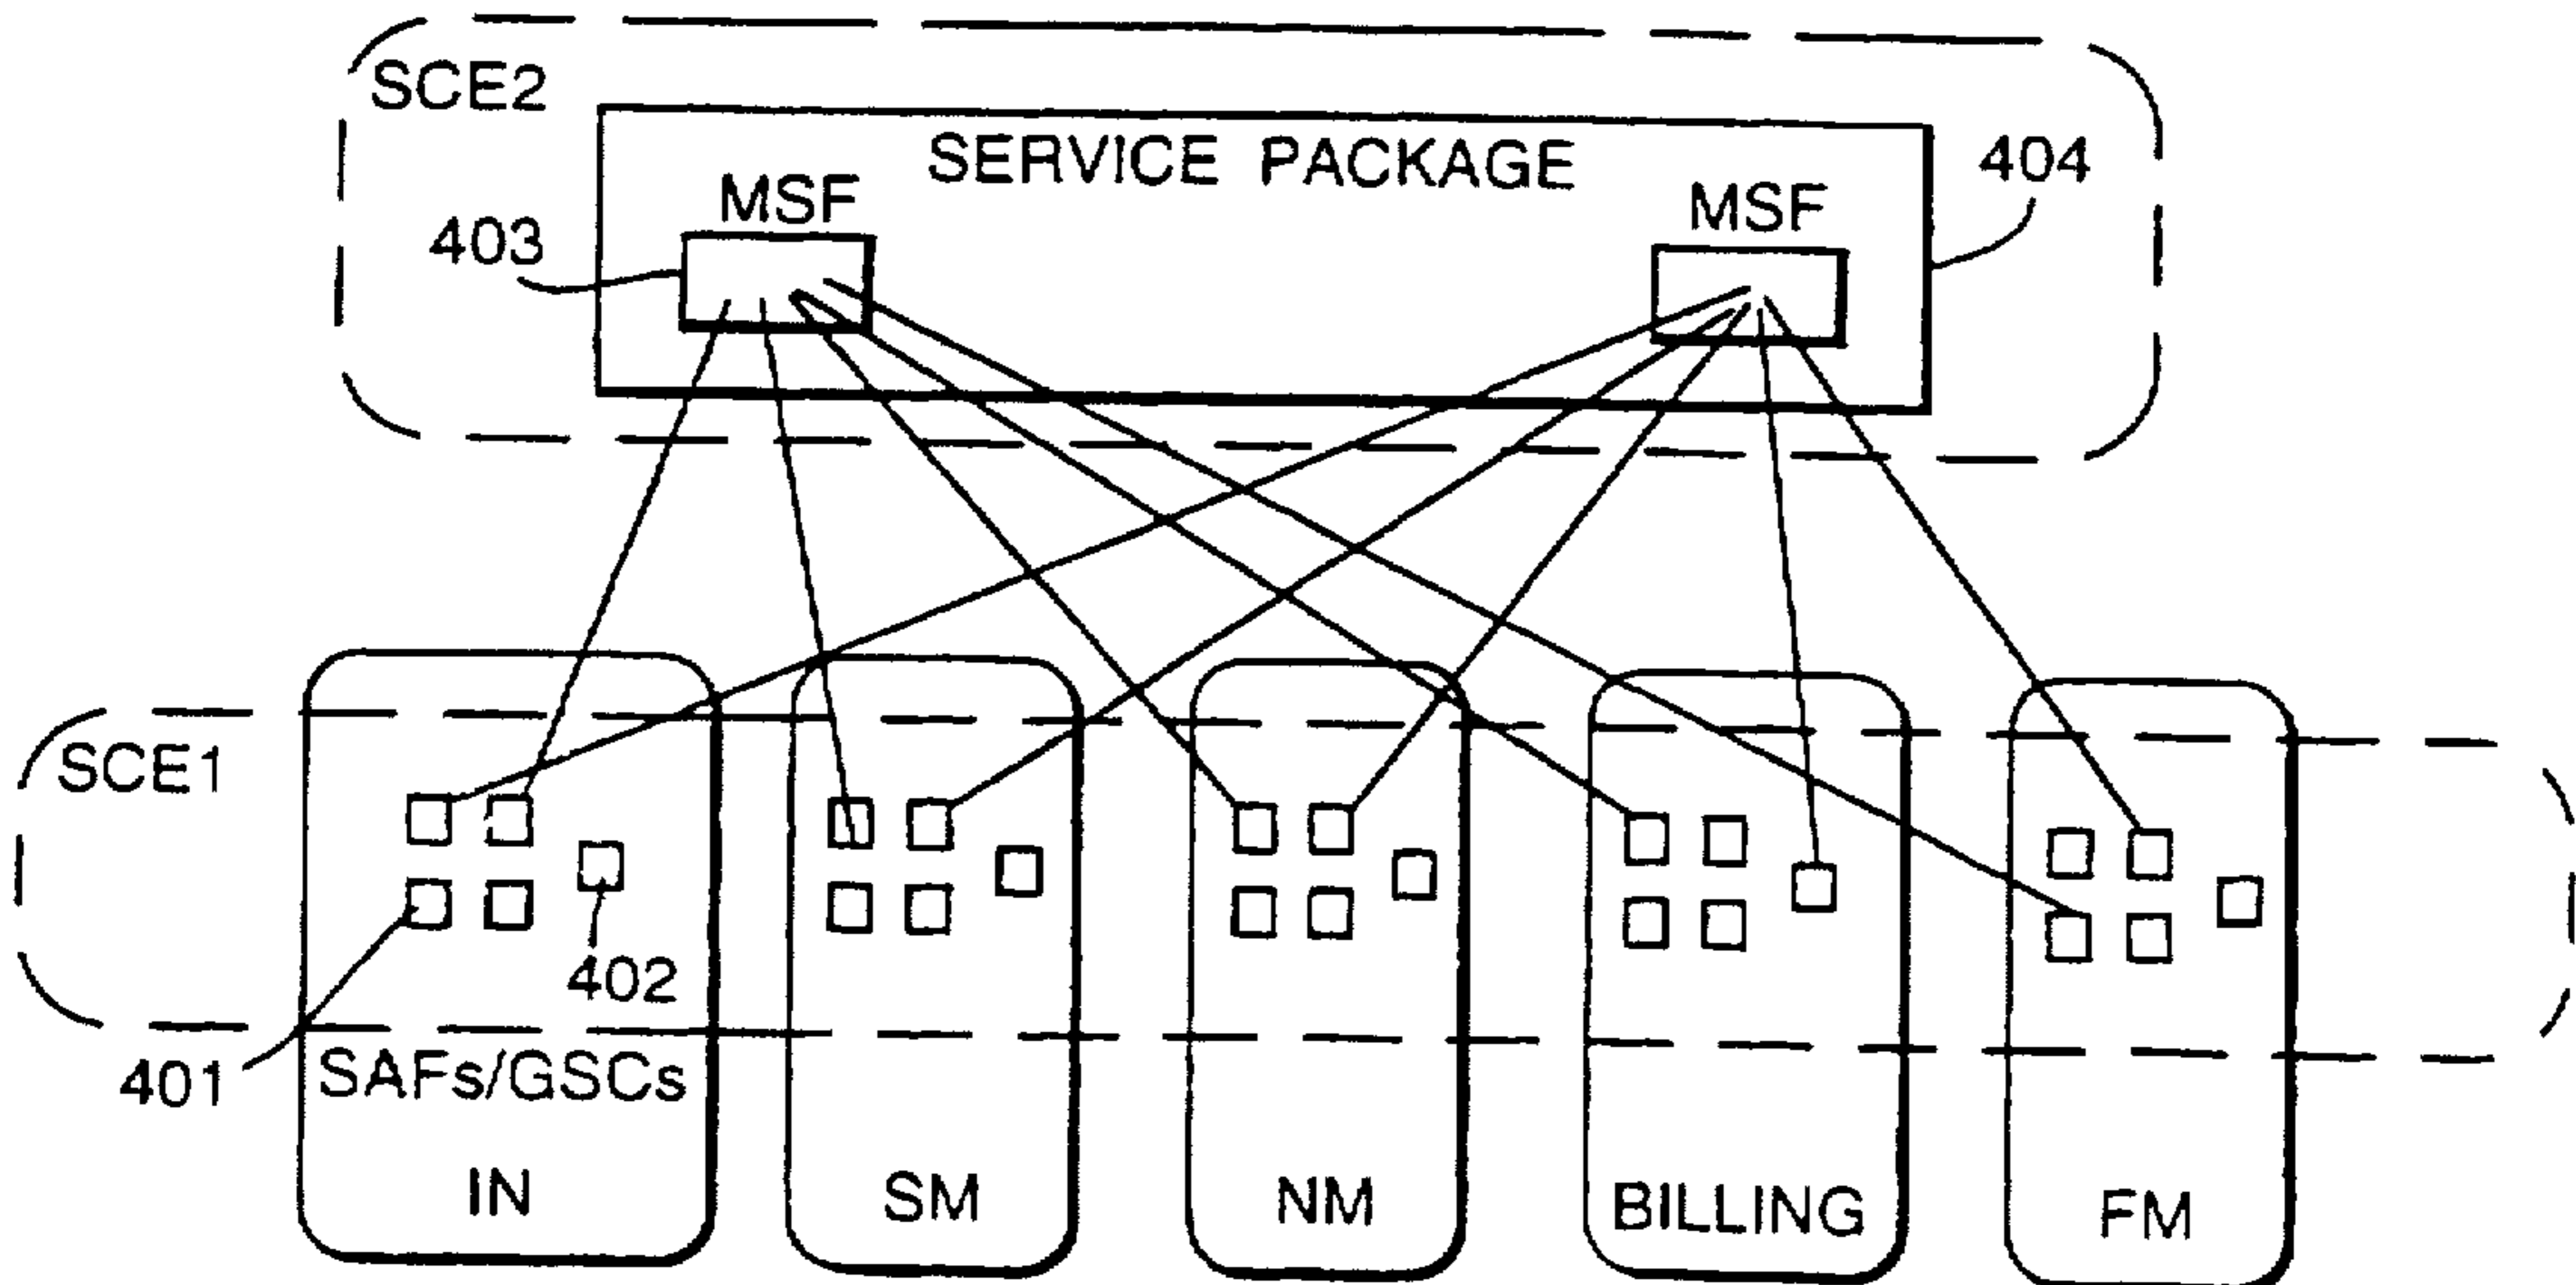 SCE2
SERVICE PACKAGE
404
MSF
MSF
403
SCE1
402
401
SAFs/GSCs
IN
SM
NM
BILLING
FM